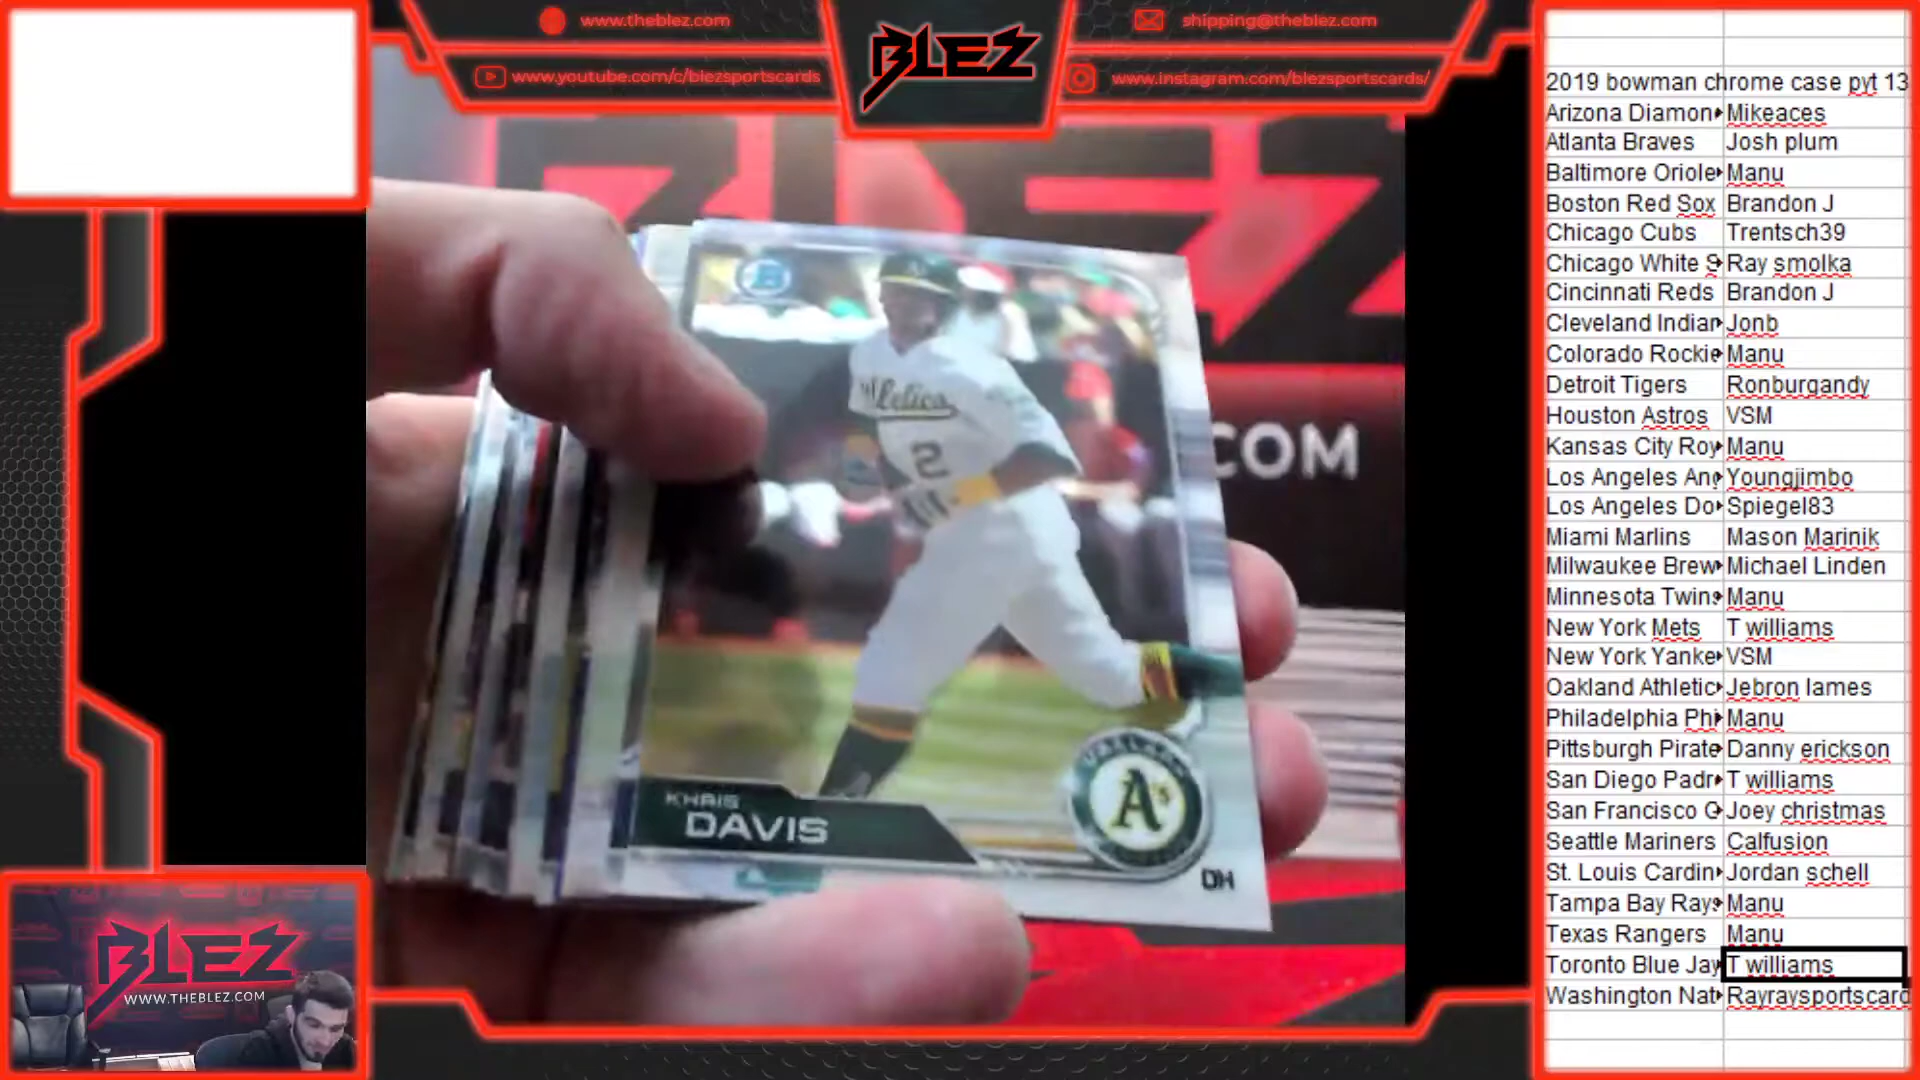 www.theblez.com
www.youtube.com/c/blezsportscards
BLEZ
shipping@theblez.com
www.instagram.com/blezsportscards/
.COM
Athletics
2
KHRIS
DAVIS
A's
DH
BLEZ
WWW.THEBLEZ.COM
2019 bowman chrome case pyt 13
Arizona Diamon Mikeaces
Atlanta Braves Josh plum
Baltimore Oriole Manu
Boston Red Sox Brandon J
Chicago Cubs Trentsch39
Chicago White S Ray smolka
Cincinnati Reds Brandon J
Cleveland Indian Jonb
Colorado Rockie Manu
Detroit Tigers Ronburgandy
Houston Astros VSM
Kansas City Roy Manu
Los Angeles Ang Youngjimbo
Los Angeles Do Spiegel83
Miami Marlins Mason Marinik
Milwaukee Brew Michael Linden
Minnesota Twins Manu
New York Mets T williams
New York Yanke VSM
Oakland Athletic Jebron lames
Philadelphia Phi Manu
Pittsburgh Pirate Danny erickson
San Diego Padr T williams
San Francisco G Joey christmas
Seattle Mariners Calfusion
St. Louis Cardin Jordan schell
Tampa Bay Rays Manu
Texas Rangers Manu
Toronto Blue Jay T williams
Washington Nat Rayraysportscard